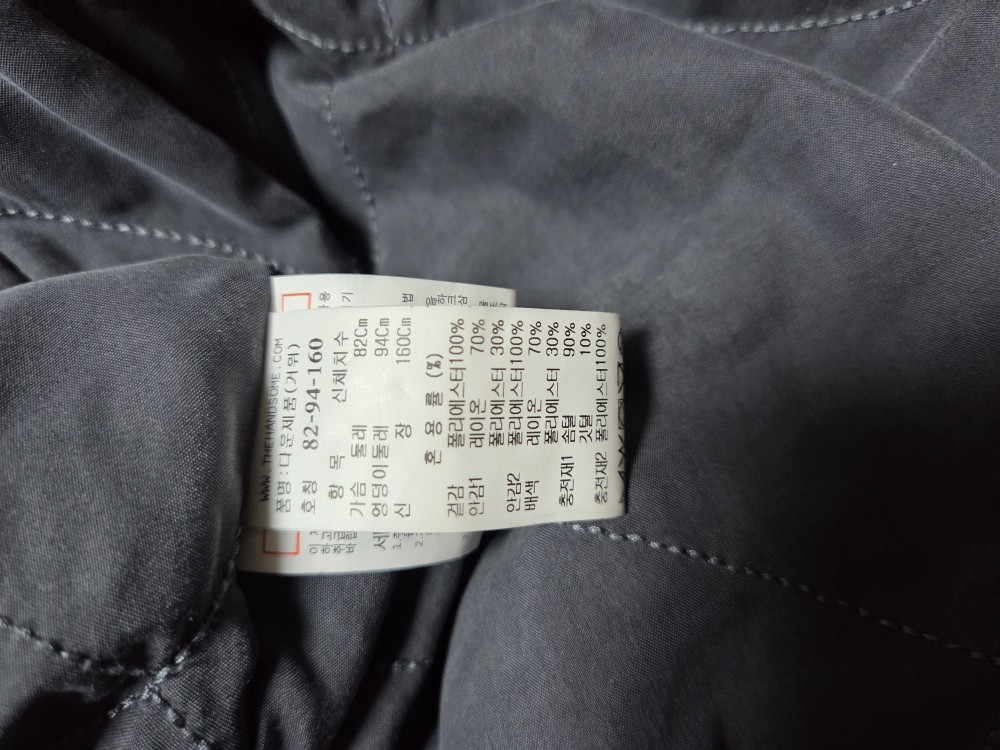 WWW.THEHANDSOME.COM
품명:다운제품(거위)
호칭 82-94-160
항 목 신체치수
가슴 둘레 82Cm
엉덩이둘레 94Cm
신 장 160Cm
혼 용 률 (%)
겉감 폴리에스터100%
안감1 레이온 70%
폴리에스터 30%
안감2 폴리에스터100%
배색 레이온 70%
폴리에스터 30%
충전재1 솜털 90%
깃털 10%
충전재2 폴리에스터100%